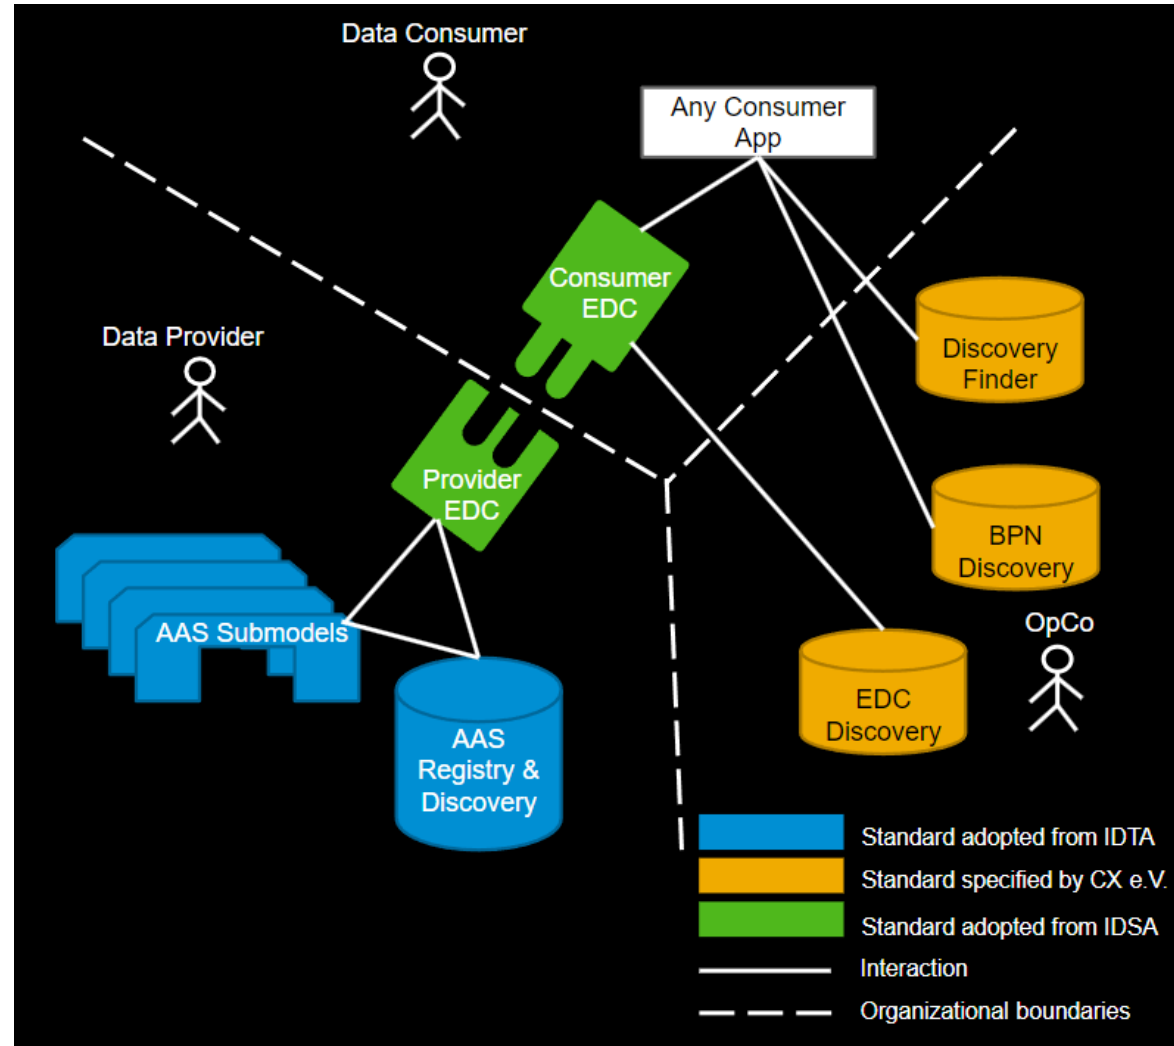 Data Consumer
Any Consumer
App
Consumer
EDC
Data Provider
Discovery
Finder
Provider
EDC
BPN
Discovery
AAS Submodels
OpCo
EDC
Discovery
AAS
Registry &
Discovery
Standard adopted from IDTA
Standard specified by CX e.V.
Standard adopted from IDSA
Interaction
Organizational boundaries